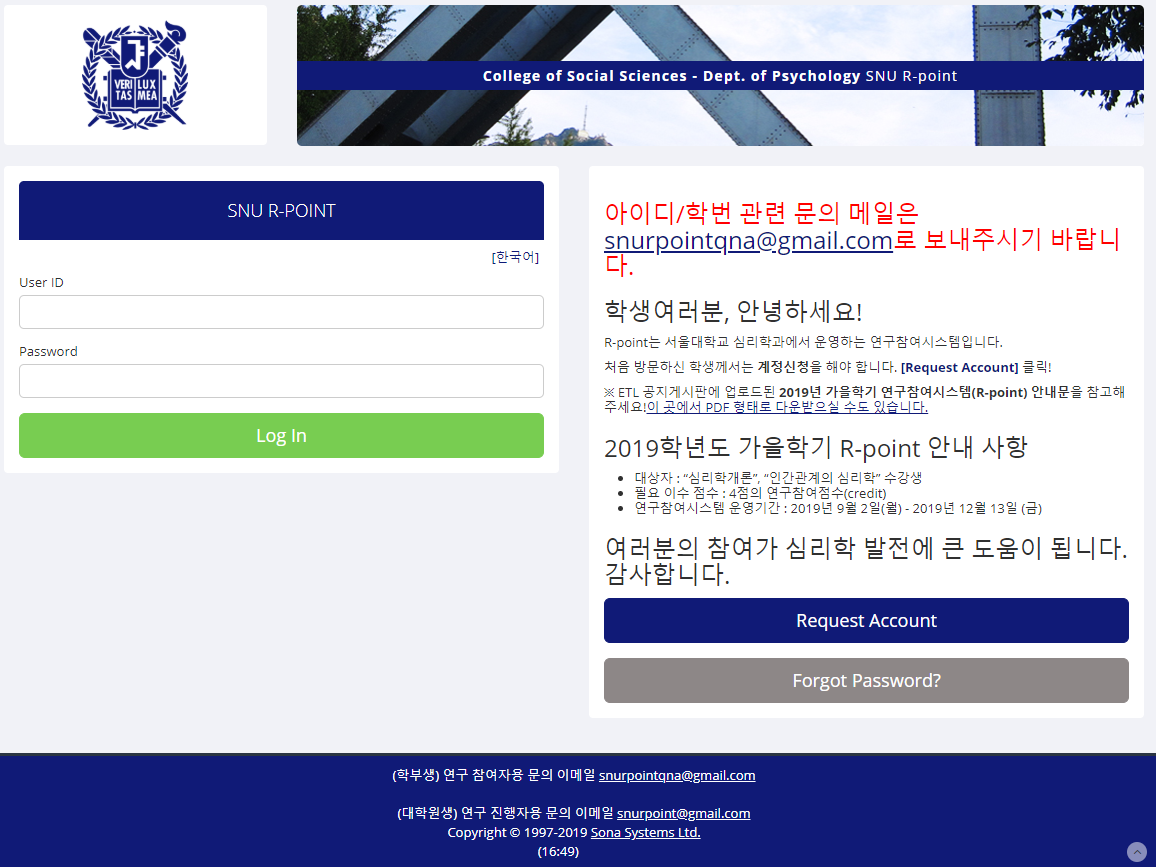 VERI LUX
TAS MEA
College of Social Sciences - Dept. of Psychology SNU R-point
SNU R-POINT
[한국어]
User ID
Password
Log In
아이디/학번 관련 문의 메일은
snurpointqna@gmail.com로 보내주시기 바랍니
다.
학생여러분, 안녕하세요!
R-point는 서울대학교 심리학과에서 운영하는 연구참여시스템입니다.
처음 방문하신 학생께서는 계정신청을 해야 합니다. [Request Account] 클릭!
※ ETL 공지게시판에 업로드된 2019년 가을학기 연구참여시스템(R-point) 안내문을 참고해
주세요!이 곳에서 PDF 형태로 다운받으실 수도 있습니다.
2019학년도 가을학기 R-point 안내 사항
• 대상자 : “심리학개론”, “인간관계의 심리학” 수강생
• 필요 이수 점수 : 4점의 연구참여점수(credit)
• 연구참여시스템 운영기간 : 2019년 9월 2일(월) - 2019년 12월 13일 (금)
여러분의 참여가 심리학 발전에 큰 도움이 됩니다.
감사합니다.
Request Account
Forgot Password?
(학부생) 연구 참여자용 문의 이메일 snurpointqna@gmail.com
(대학원생) 연구 진행자용 문의 이메일 snurpoint@gmail.com
Copyright © 1997-2019 Sona Systems Ltd.
(16:49)